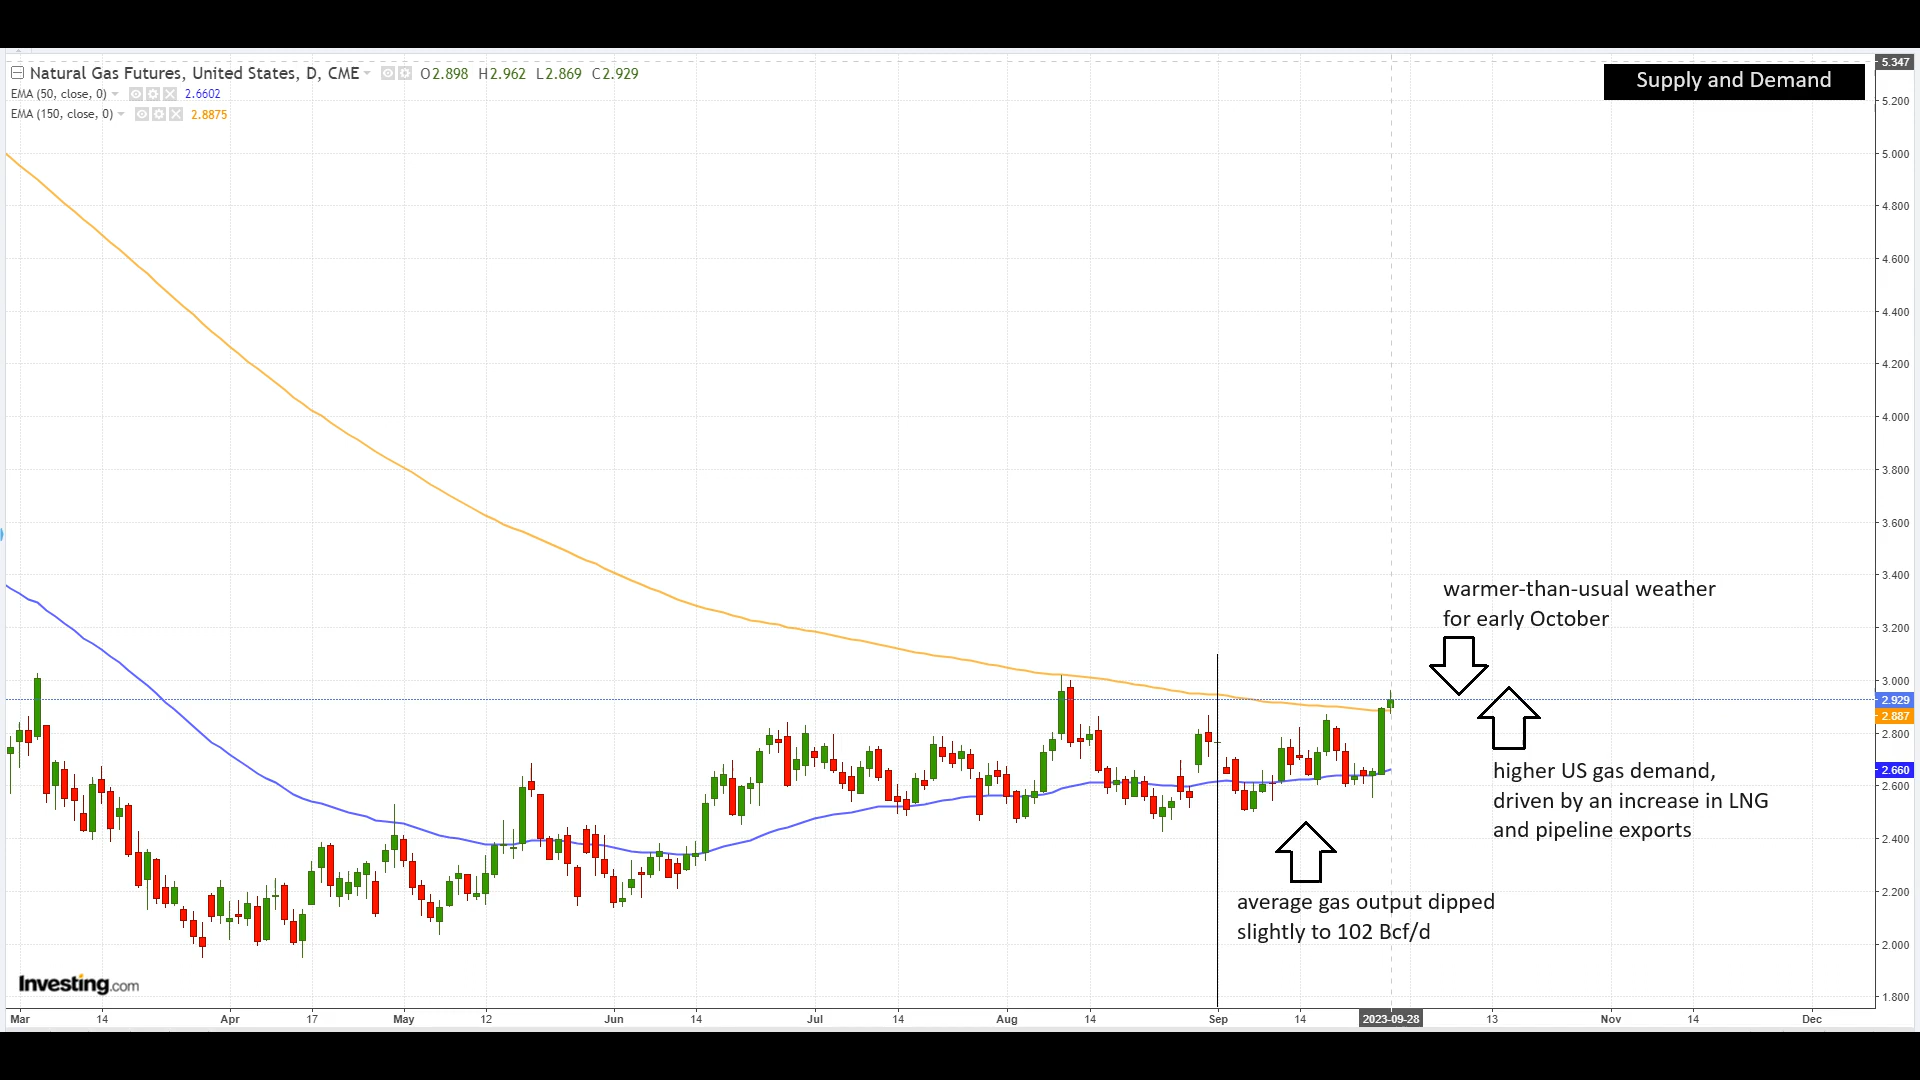 Natural Gas Futures, United States, D, CME O2.898 H2.962 L2.869 C2.929
EMA (50, close, 0) 2.6602
EMA (150, close, 0) 2.8875
Supply and Demand
5.347
5.200
5.000
4.800
4.600
4.400
4.200
4.000
3.800
3.600
3.400
3.200
3.000
2.929
2.887
2.800
2.660
2.600
2.400
2.200
2.000
1.800
warmer-than-usual weather
for early October
higher US gas demand,
driven by an increase in LNG
and pipeline exports
average gas output dipped
slightly to 102 Bcf/d
Investing.com
Mar 14 Apr 17 May 12 Jun 14 Jul 14 Aug 14 Sep 14 2023-09-28 13 Nov 14 Dec